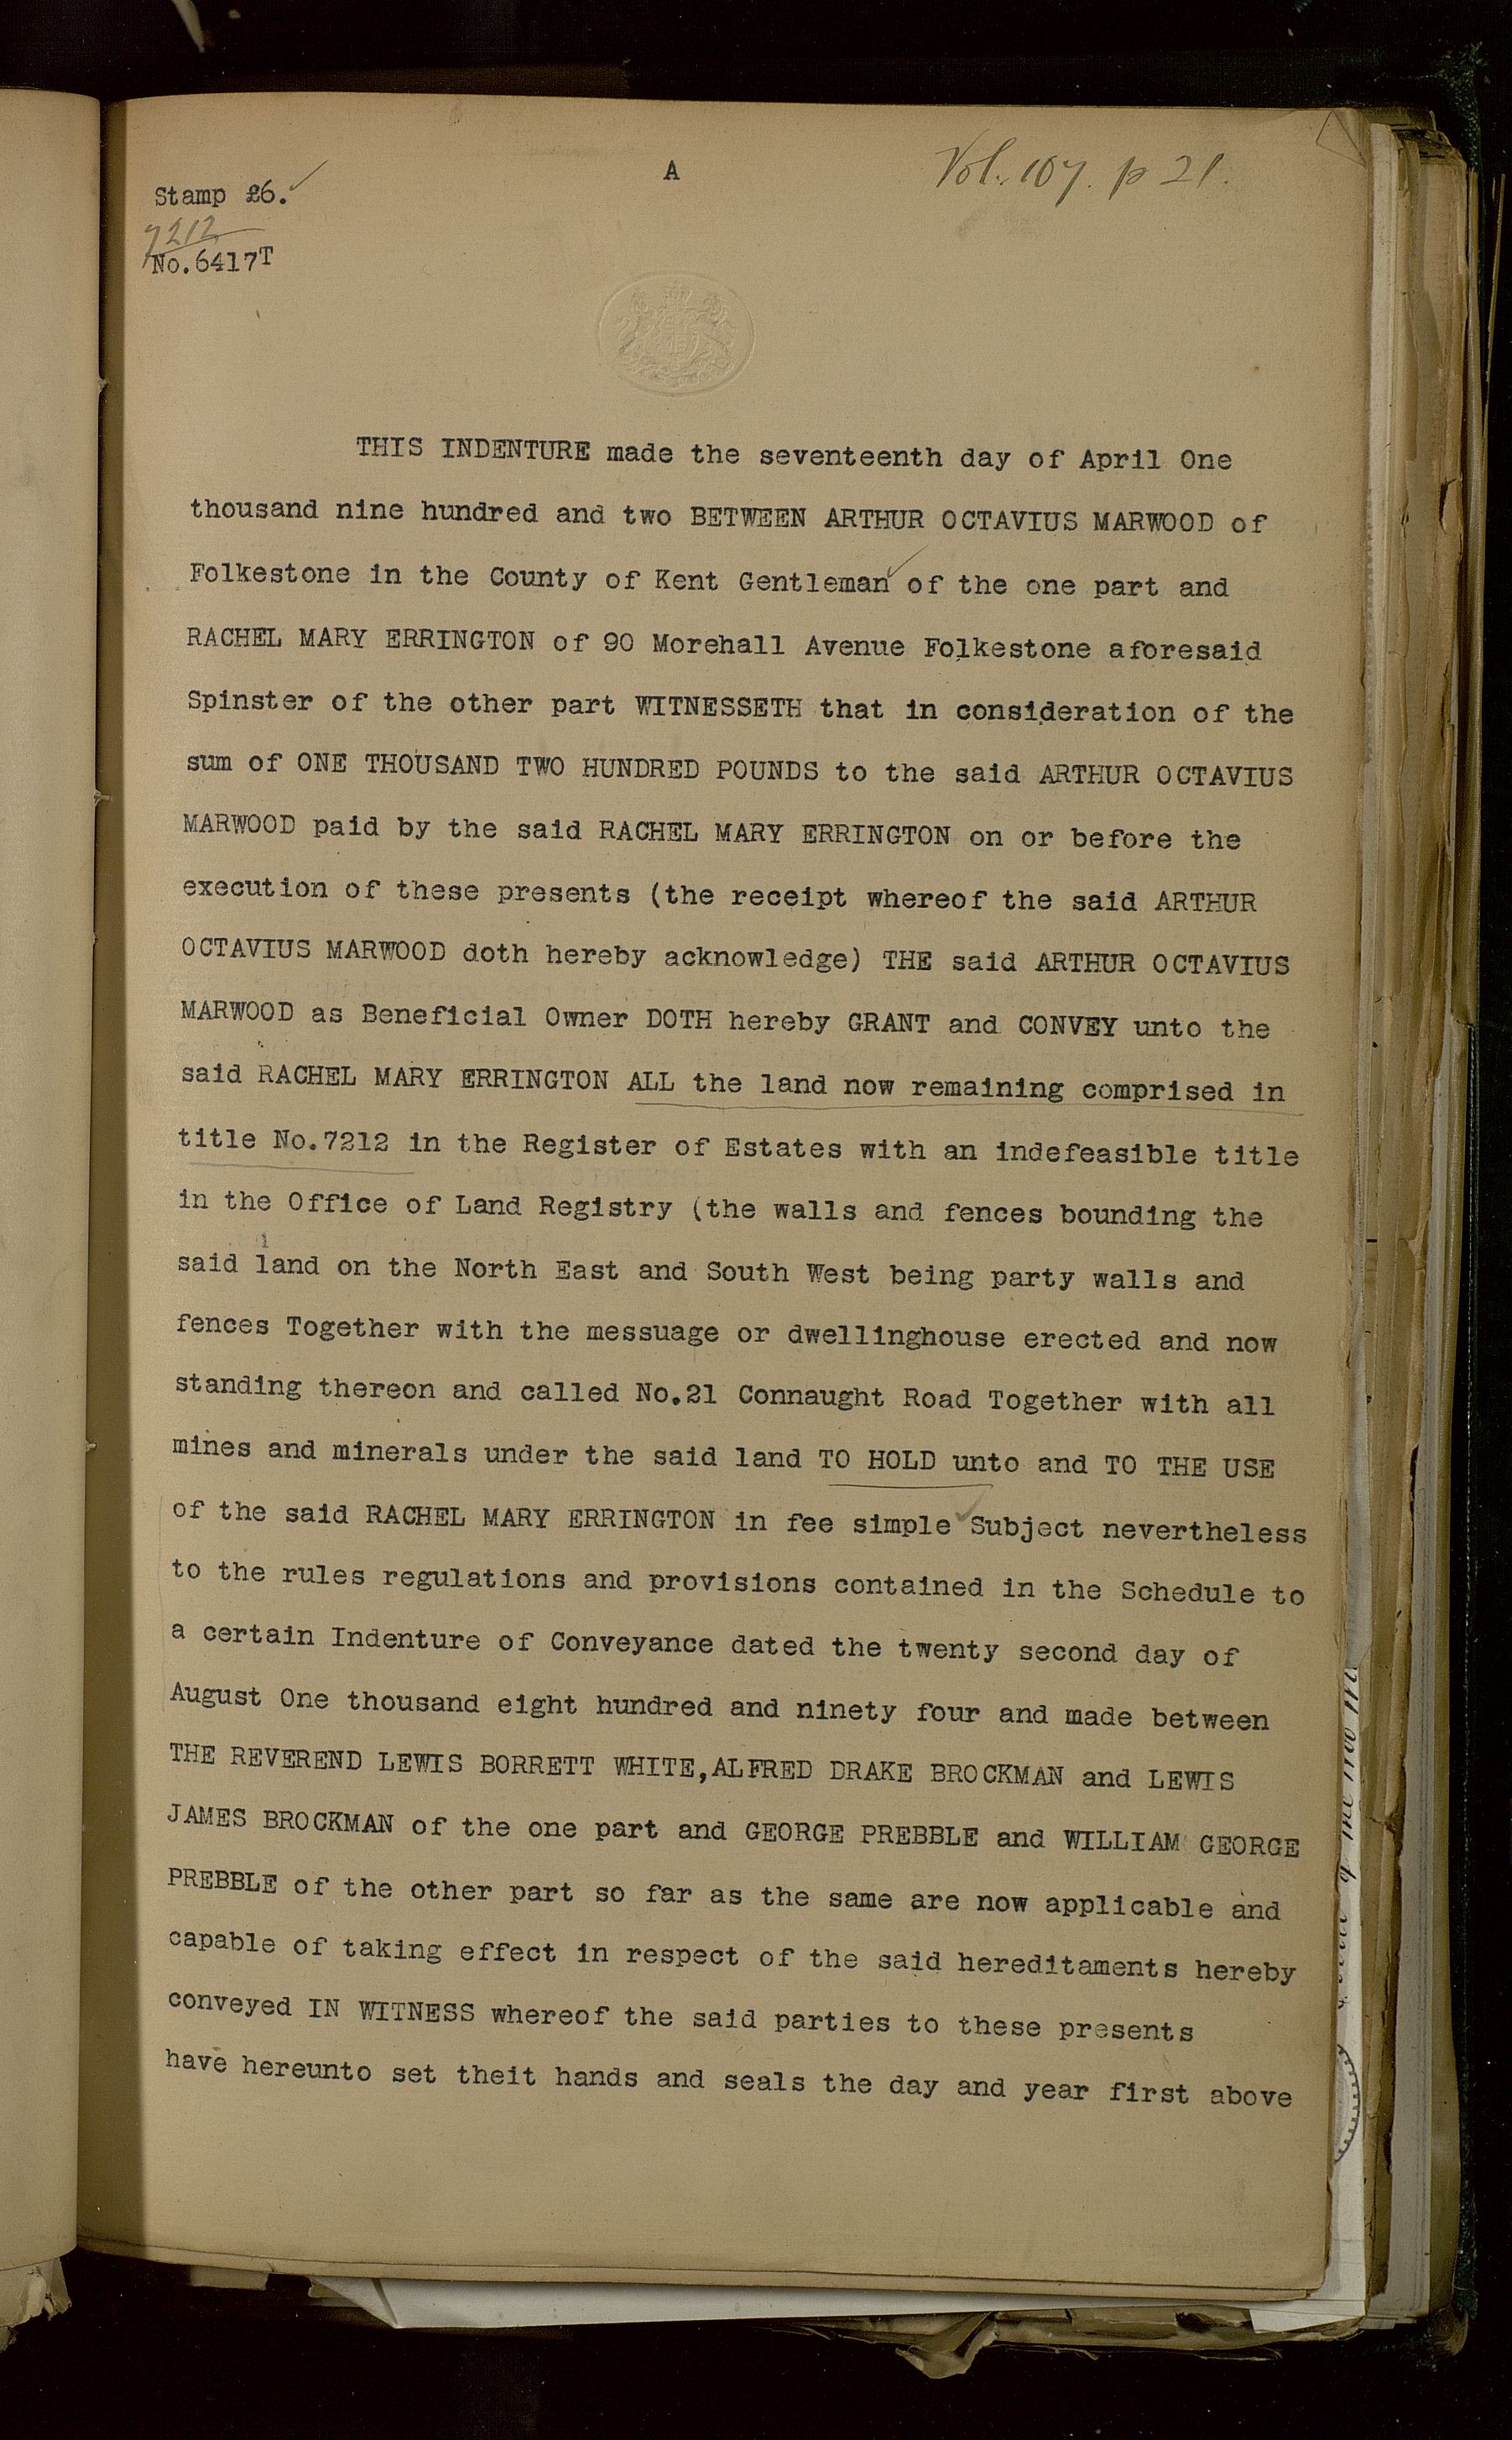 A
Vol. 107. p 21.
Stamp £6.
7212
No.6417T
THIS INDENTURE made the seventeenth day of April One
thousand nine hundred and two BETWEEN ARTHUR OCTAVIUS MARWOOD of
Folkestone in the County of Kent Gentleman of the one part and
RACHEL MARY ERRINGTON of 90 Morehall Avenue Folkestone aforesaid
Spinster of the other part WITNESSETH that in consideration of the
sum of ONE THOUSAND TWO HUNDRED POUNDS to the said ARTHUR OCTAVIUS
MARWOOD paid by the said RACHEL MARY ERRINGTON on or before the
execution of these presents (the receipt whereof the said ARTHUR
OCTAVIUS MARWOOD doth hereby acknowledge) THE said ARTHUR OCTAVIUS
MARWOOD as Beneficial Owner DOTH hereby GRANT and CONVEY unto the
said RACHEL MARY ERRINGTON ALL the land now remaining comprised in
title No.7212 in the Register of Estates with an indefeasible title
in the Office of Land Registry (the walls and fences bounding the
said land on the North East and South West being party walls and
fences Together with the messuage or dwellinghouse erected and now
standing thereon and called No.21 Connaught Road Together with all
mines and minerals under the said land TO HOLD unto and TO THE USE
of the said RACHEL MARY ERRINGTON in fee simple Subject nevertheless
to the rules regulations and provisions contained in the Schedule to
a certain Indenture of Conveyance dated the twenty second day of
August One thousand eight hundred and ninety four and made between
THE REVEREND LEWIS BORRETT WHITE,ALFRED DRAKE BROCKMAN and LEWIS
JAMES BROCKMAN of the one part and GEORGE PREBBLE and WILLIAM GEORGE
PREBBLE of the other part so far as the same are now applicable and
capable of taking effect in respect of the said hereditaments hereby
conveyed IN WITNESS whereof the said parties to these presents
have hereunto set theit hands and seals the day and year first above